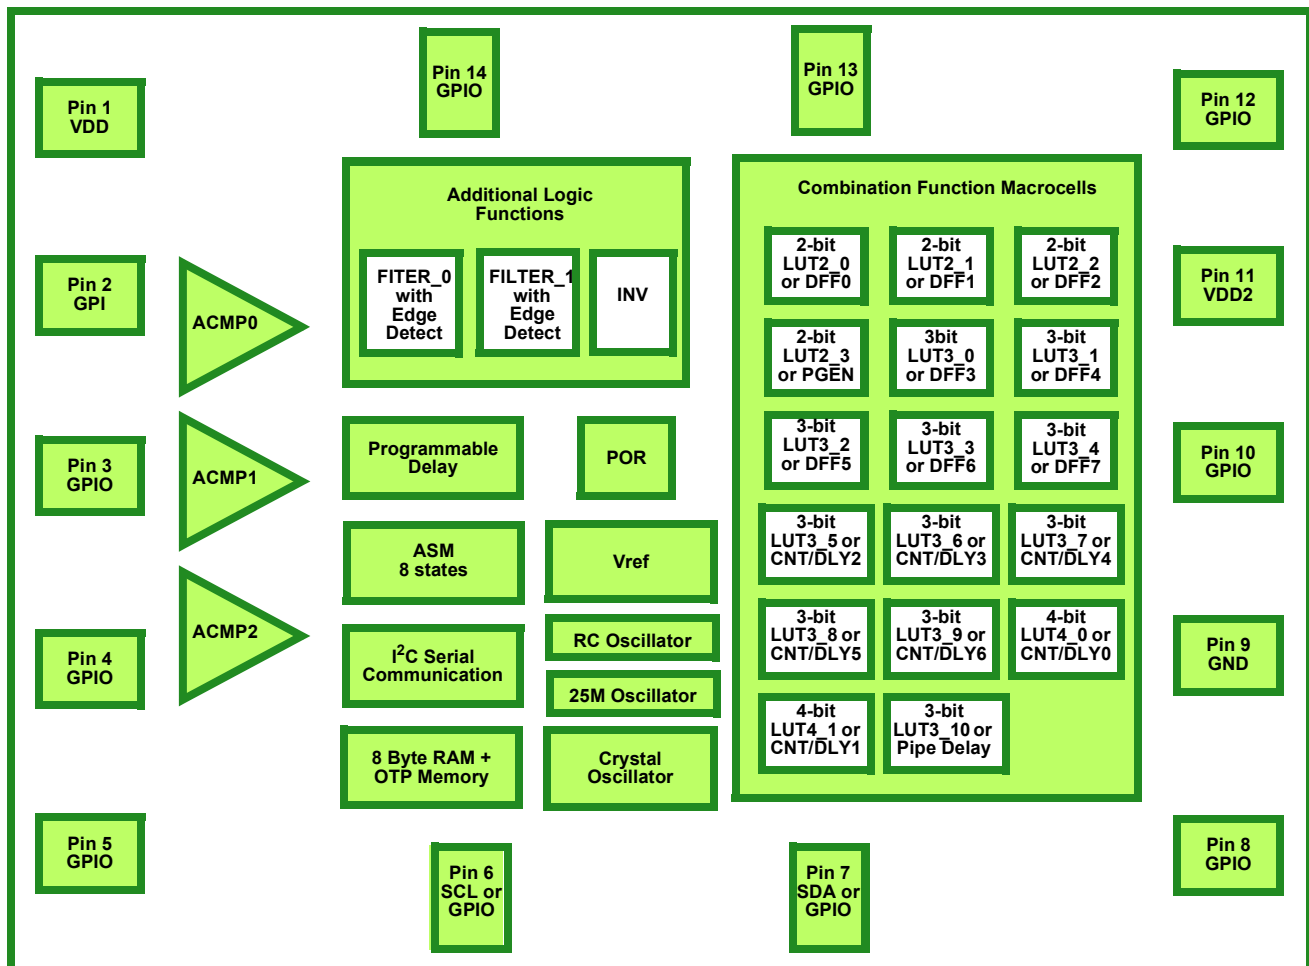 Pin 14
GPIO
Pin 13
GPIO
Pin 1
VDD
Pin 12
GPIO
Additional Logic
Functions
FITER_0
with
Edge
Detect
FILTER_1
with
Edge
Detect
INV
Combination Function Macrocells
2-bit
LUT2_0
or DFF0
2-bit
LUT2_1
or DFF1
2-bit
LUT2_2
or DFF2
2-bit
LUT2_3
or PGEN
3bit
LUT3_0
or DFF3
3-bit
LUT3_1
or DFF4
3-bit
LUT3_2
or DFF5
3-bit
LUT3_3
or DFF6
3-bit
LUT3_4
or DFF7
3-bit
LUT3_5 or
CNT/DLY2
3-bit
LUT3_6 or
CNT/DLY3
3-bit
LUT3_7 or
CNT/DLY4
3-bit
LUT3_8 or
CNT/DLY5
3-bit
LUT3_9 or
CNT/DLY6
4-bit
LUT4_0 or
CNT/DLY0
4-bit
LUT4_1 or
CNT/DLY1
3-bit
LUT3_10 or
Pipe Delay
Pin 2
GPI
ACMP0
Pin 11
VDD2
Pin 3
GPIO
ACMP1
Programmable
Delay
POR
Pin 10
GPIO
ASM
8 states
Vref
Pin 4
GPIO
ACMP2
I2C Serial
Communication
RC Oscillator
25M Oscillator
Pin 9
GND
8 Byte RAM +
OTP Memory
Crystal
Oscillator
Pin 5
GPIO
Pin 6
SCL or
GPIO
Pin 7
SDA or
GPIO
Pin 8
GPIO